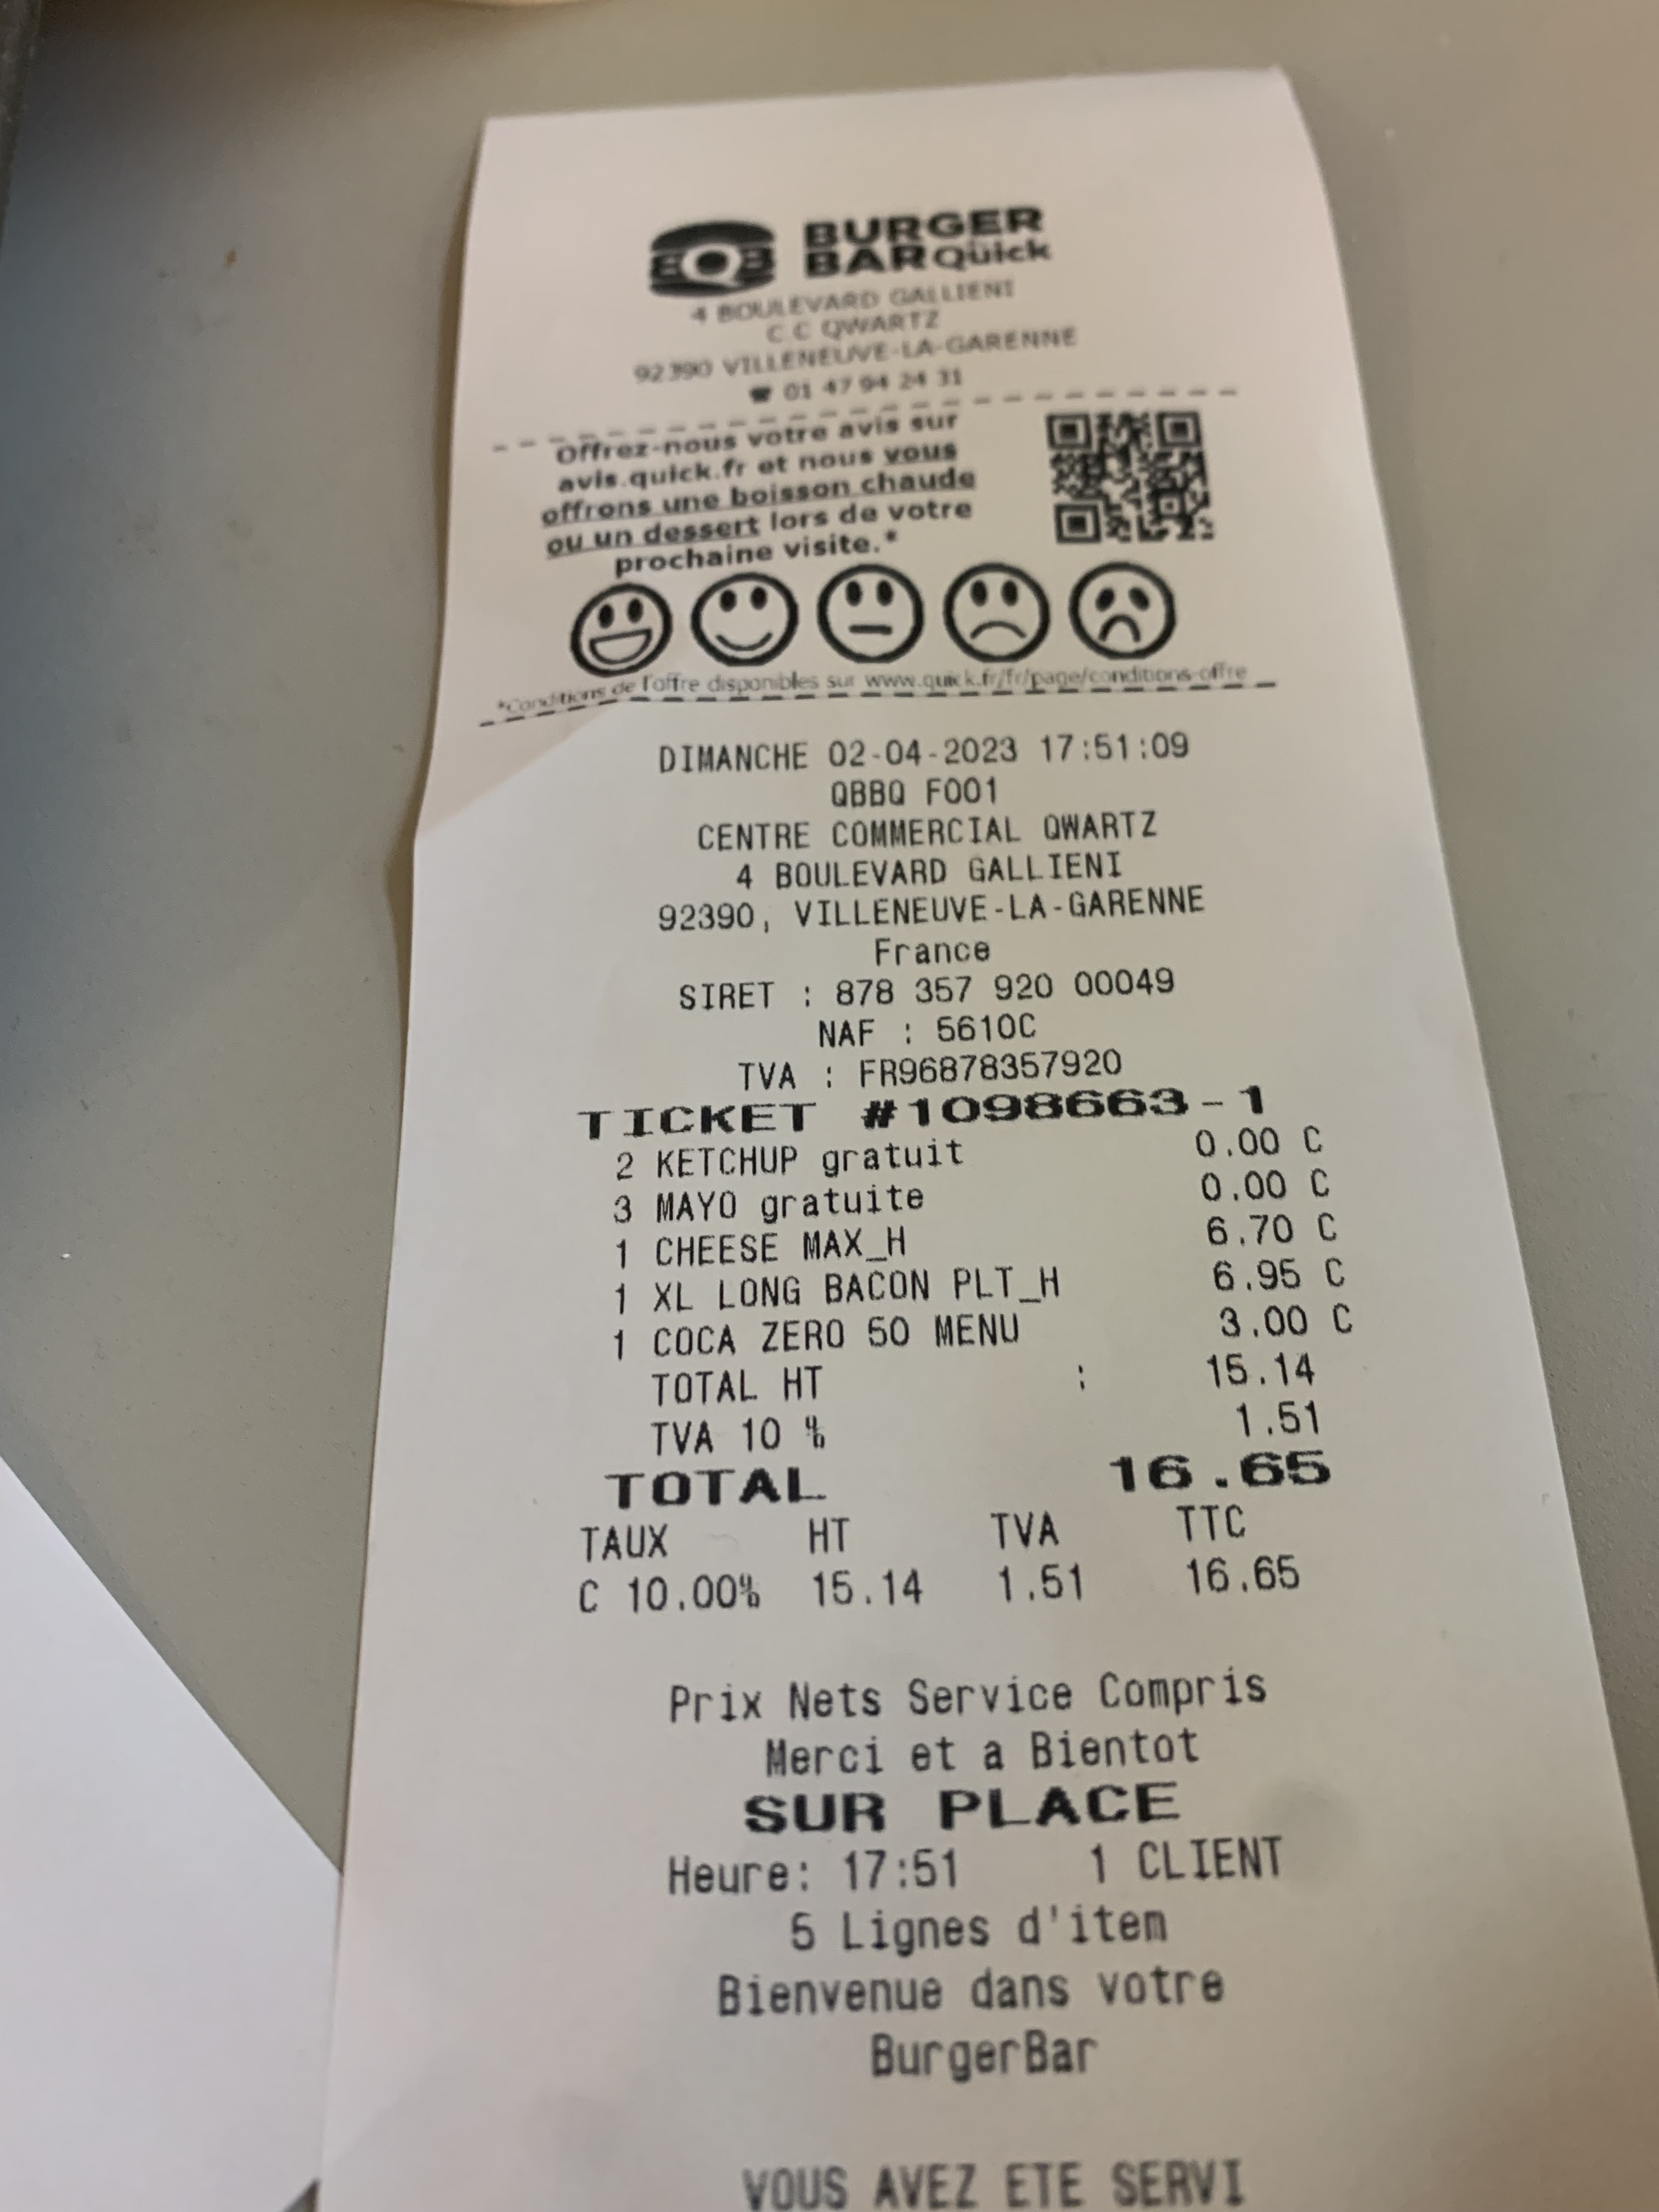 BQB BURGER
BAR Quick
4 BOULEVARD GALLIENI
C C QWARTZ
92390 VILLENEUVE-LA-GARENNE
☎ 01 47 94 24 31
Offrez-nous votre avis sur
avis.quick.fr et nous vous
offrons une boisson chaude
ou un dessert lors de votre
prochaine visite.*
*Conditions de l'offre disponibles sur www.quick.fr/fr/page/conditions-offre
DIMANCHE 02-04-2023 17:51:09
QBBQ F001
CENTRE COMMERCIAL QWARTZ
4 BOULEVARD GALLIENI
92390, VILLENEUVE-LA-GARENNE
France
SIRET : 878 357 920 00049
NAF : 5610C
TVA : FR96878357920
TICKET #1098663-1
2 KETCHUP gratuit 0.00 C
3 MAYO gratuite 0.00 C
1 CHEESE MAX_H 6.70 C
1 XL LONG BACON PLT_H 6.95 C
1 COCA ZERO 50 MENU 3.00 C
TOTAL HT : 15.14
TVA 10 % 1.51
TOTAL 16.65
TAUX HT TVA TTC
C 10.00% 15.14 1.51 16.65
Prix Nets Service Compris
Merci et a Bientot
SUR PLACE
Heure: 17:51 1 CLIENT
5 Lignes d'item
Bienvenue dans votre
BurgerBar
VOUS AVEZ ETE SERVI